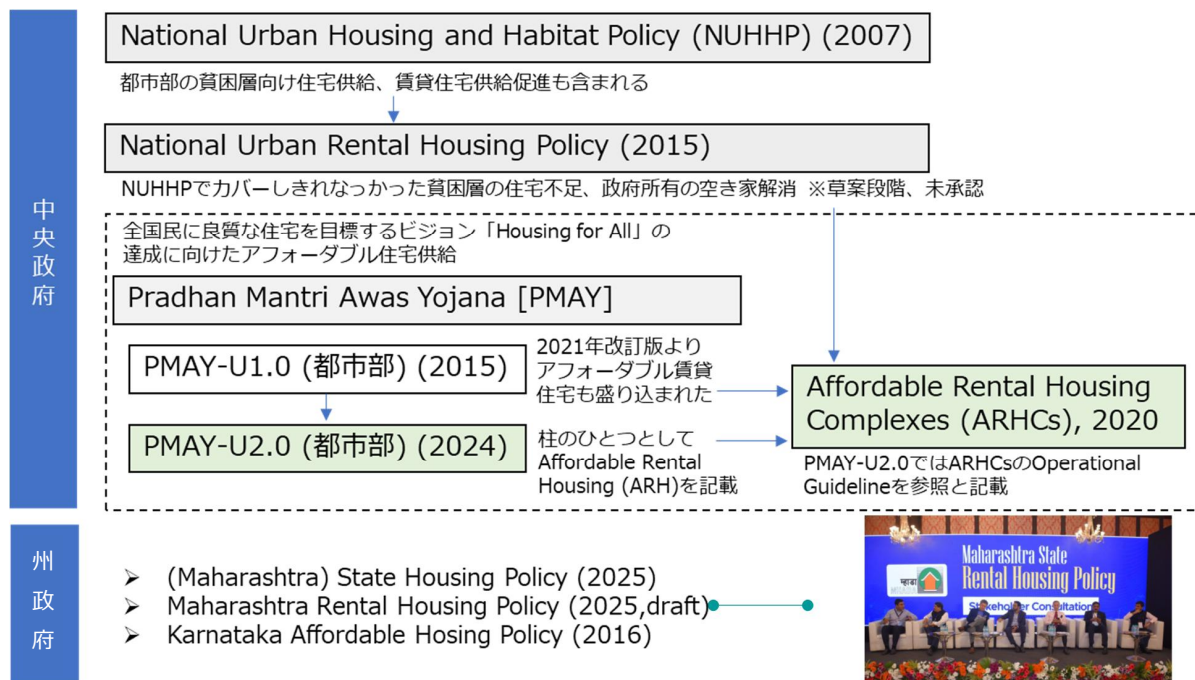 中央政府
National Urban Housing and Habitat Policy (NUHHP) (2007)
都市部の貧困層向け住宅供給、賃貸住宅供給促進も含まれる
National Urban Rental Housing Policy (2015)
NUHHPでカバーしきれなっかった貧困層の住宅不足、政府所有の空き家解消 ※草案段階、未承認
全国民に良質な住宅を目標するビジョン「Housing for All」の
達成に向けたアフォーダブル住宅供給
Pradhan Mantri Awas Yojana [PMAY]
PMAY-U1.0 (都市部) (2015)
2021年改訂版より
アフォーダブル賃貸
住宅も盛り込まれた
PMAY-U2.0 (都市部) (2024)
柱のひとつとして
Affordable Rental
Housing (ARH)を記載
Affordable Rental Housing
Complexes (ARHCs), 2020
PMAY-U2.0ではARHCsのOperational
Guidelineを参照と記載
州政府
➢ (Maharashtra) State Housing Policy (2025)
➢ Maharashtra Rental Housing Policy (2025,draft)
➢ Karnataka Affordable Hosing Policy (2016)
म्हाडा
Maharashtra State
Rental Housing Policy
Stakeholder Consultation